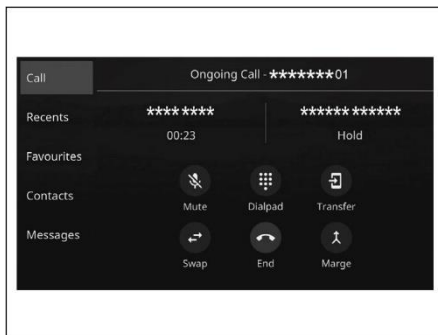 Call
Ongoing Call - *******01
Recents
Favourites
Contacts
Messages
******** ************
00:23 Hold
Mute Dialpad Transfer
Swap End Marge